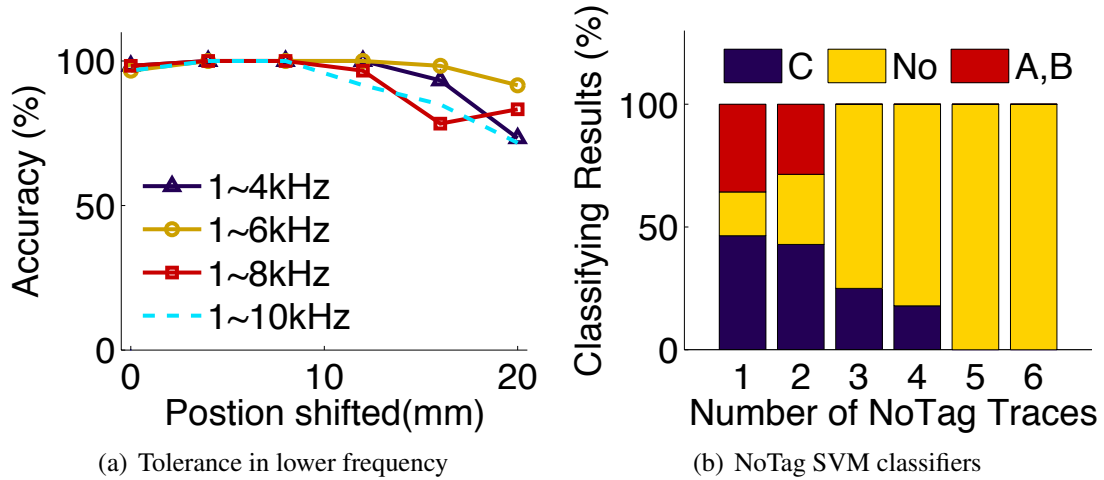 Accuracy (%)
100
50
0
1~4kHz
1~6kHz
1~8kHz
1~10kHz
0 10 20
Postion shifted(mm)
(a) Tolerance in lower frequency
Classifying Results (%)
C No A,B
100
50
0
1 2 3 4 5 6
Number of NoTag Traces
(b) NoTag SVM classifiers